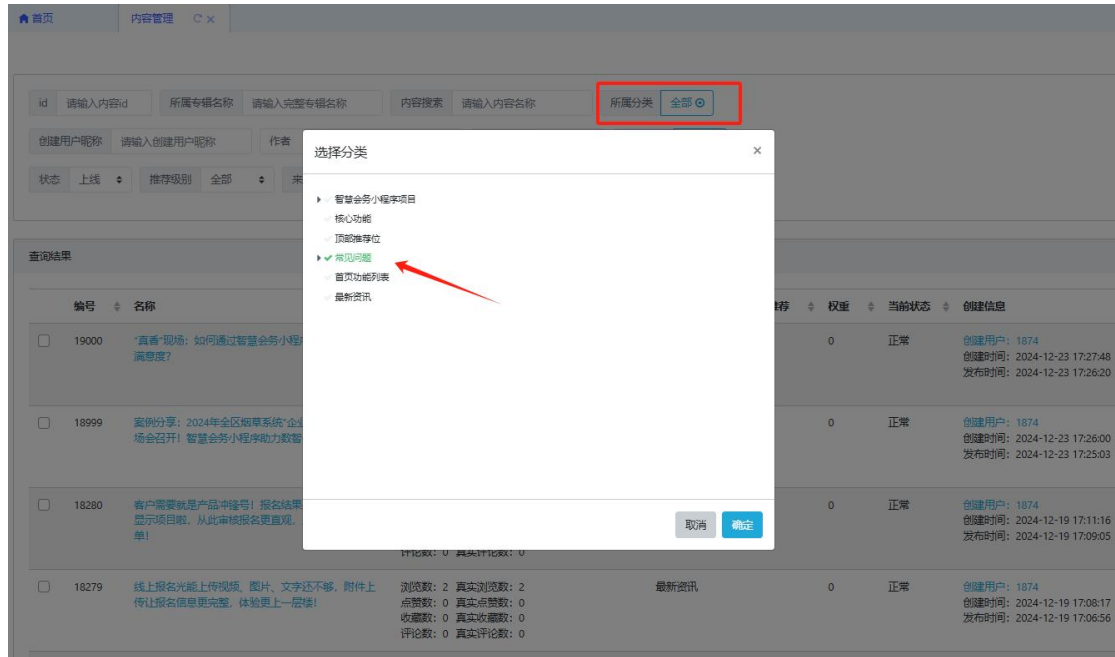 首页 内容管理
id 请输入内容id 所属专辑名称 请输入完整专辑名称 内容搜索 请输入内容名称 所属分类 全部
创建用户昵称 请输入创建用户昵称 作者
状态 上线 推荐级别 全部 来
选择分类 ×
智慧会务小程序项目
核心功能
顶部推荐位
常见问题
首页功能列表
最新资讯
取消 确定
查询结果
编号 名称 推荐 权重 当前状态 创建信息
19000 “真香”现场：如何通过智慧会务小程序 0 正常 创建用户：1874
满意度？ 创建时间：2024-12-23 17:27:48
发布时间：2024-12-23 17:26:20
18999 案例分享：2024年全区烟草系统“企业 0 正常 创建用户：1874
场会召开！智慧会务小程序助力数智 创建时间：2024-12-23 17:26:00
发布时间：2024-12-23 17:25:03
18280 客户需要就是产品冲锋号！报名结果 0 正常 创建用户：1874
显示项目啦，从此审核报名更直观， 创建时间：2024-12-19 17:11:16
单！ 发布时间：2024-12-19 17:09:05
评论数：0 真实评论数：0
18279 线上报名光能上传视频、图片、文字还不够，附件上 浏览数：2 真实浏览数：2 最新资讯 0 正常 创建用户：1874
传让报名信息更完整，体验更上一层楼！ 点赞数：0 真实点赞数：0 创建时间：2024-12-19 17:08:17
收藏数：0 真实收藏数：0 发布时间：2024-12-19 17:06:56
评论数：0 真实评论数：0